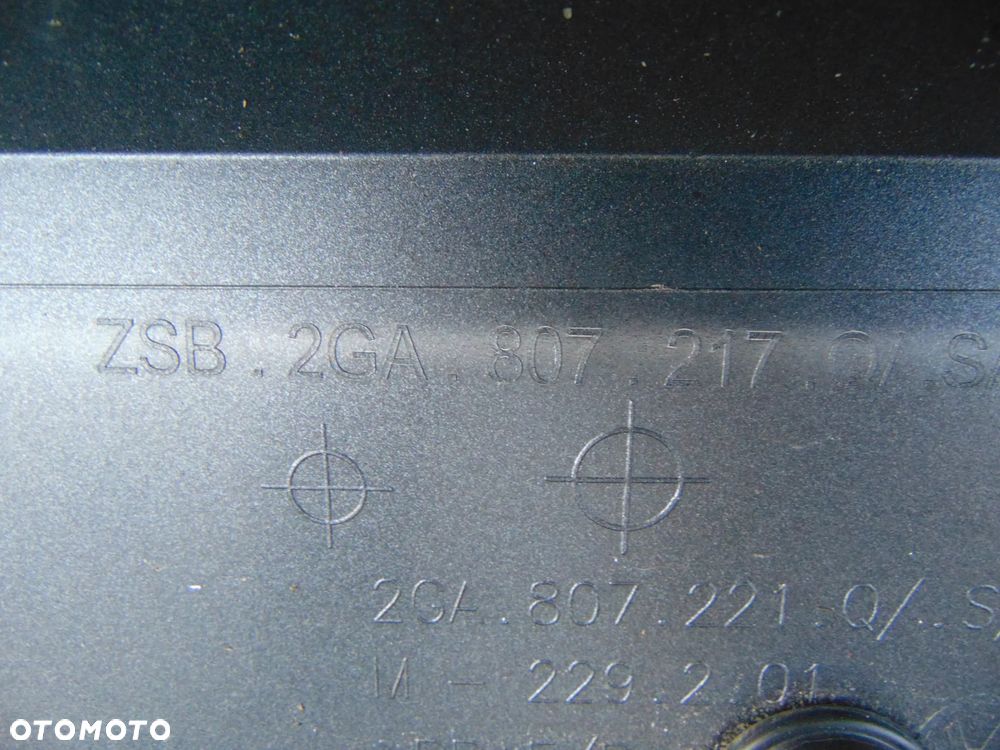 ZSB . 2GA . 807 . 217 . Q/ . S
2GA . 807 . 221 . Q/ . . S
M - 229.2 01
OTOMOTO